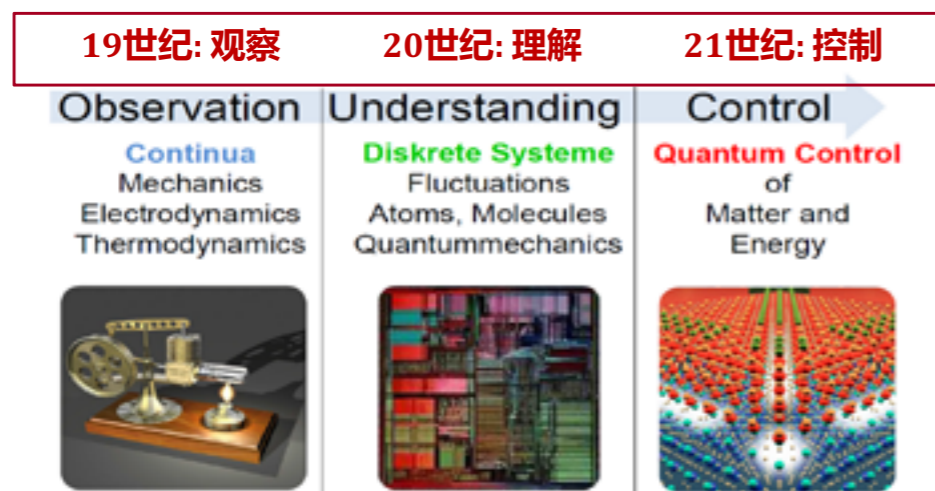 19世纪: 观察 20世纪: 理解 21世纪: 控制
Observation Understanding Control
Continua
Mechanics
Electrodynamics
Thermodynamics
Diskrete Systeme
Fluctuations
Atoms, Molecules
Quantummechanics
Quantum Control
of
Matter and
Energy